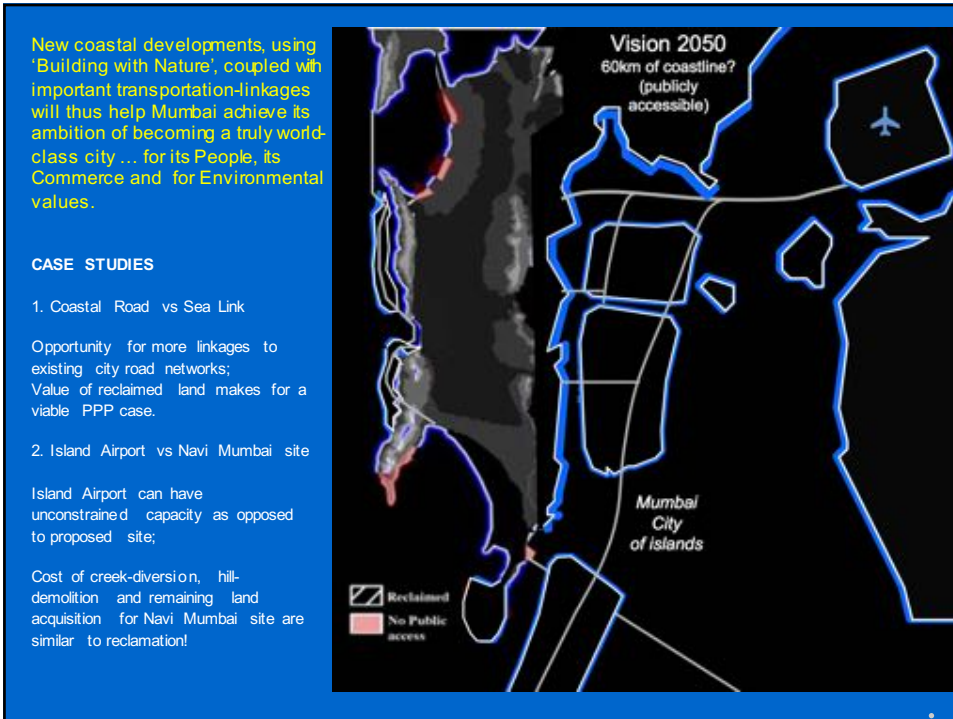 New coastal developments, using
‘Building with Nature’, coupled with
important transportation-linkages
will thus help Mumbai achieve its
ambition of becoming a truly world-
class city … for its People, its
Commerce and for Environmental
values.
CASE STUDIES
1. Coastal Road vs Sea Link
Opportunity for more linkages to
existing city road networks;
Value of reclaimed land makes for a
viable PPP case.
2. Island Airport vs Navi Mumbai site
Island Airport can have
unconstrained capacity as opposed
to proposed site;
Cost of creek-diversion, hill-
demolition and remaining land
acquisition for Navi Mumbai site are
similar to reclamation!
Vision 2050
60km of coastline?
(publicly
accessible)
Mumbai
City
of islands
Reclaimed
No Public
access